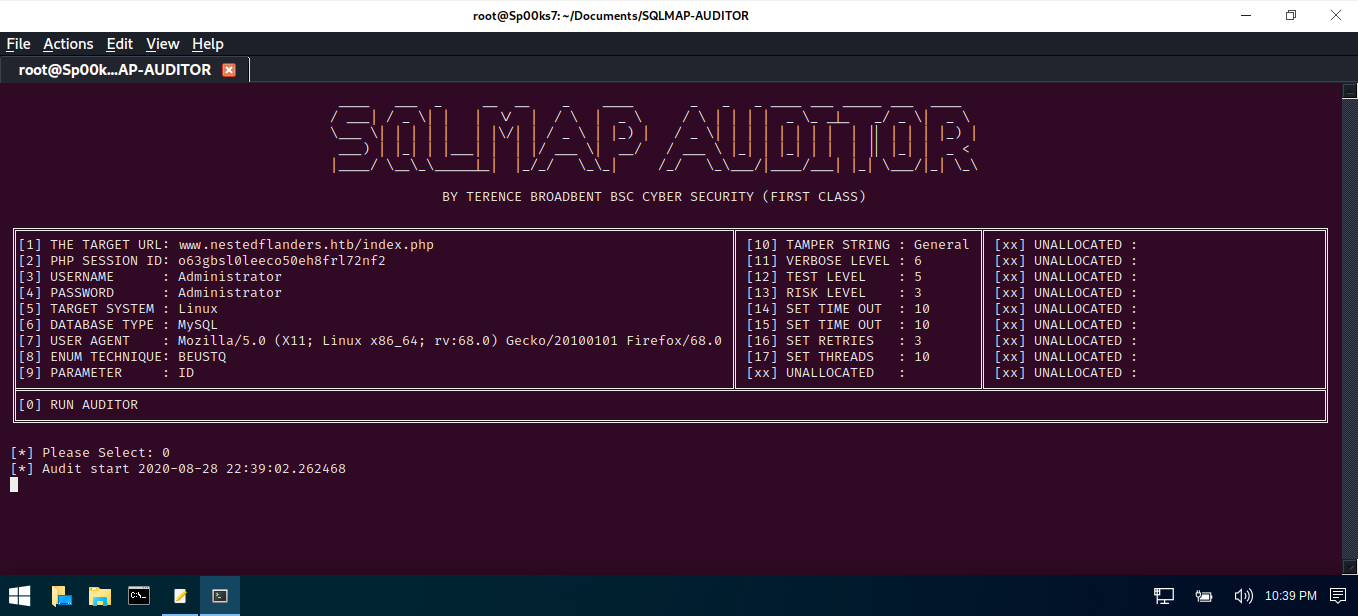 root@Sp00ks7: ~/Documents/SQLMAP-AUDITOR
File Actions Edit View Help
root@Sp00k...AP-AUDITOR
SQLMAP AUDITOR
BY TERENCE BROADBENT BSC CYBER SECURITY (FIRST CLASS)
[1] THE TARGET URL: www.nestedflanders.htb/index.php [10] TAMPER STRING : General [xx] UNALLOCATED :
[2] PHP SESSION ID: o63gbsl0leeco50eh8frl72nf2 [11] VERBOSE LEVEL : 6 [xx] UNALLOCATED :
[3] USERNAME : Administrator [12] TEST LEVEL : 5 [xx] UNALLOCATED :
[4] PASSWORD : Administrator [13] RISK LEVEL : 3 [xx] UNALLOCATED :
[5] TARGET SYSTEM : Linux [14] SET TIME OUT : 10 [xx] UNALLOCATED :
[6] DATABASE TYPE : MySQL [15] SET TIME OUT : 10 [xx] UNALLOCATED :
[7] USER AGENT : Mozilla/5.0 (X11; Linux x86_64; rv:68.0) Gecko/20100101 Firefox/68.0 [16] SET RETRIES : 3 [xx] UNALLOCATED :
[8] ENUM TECHNIQUE: BEUSTQ [17] SET THREADS : 10 [xx] UNALLOCATED :
[9] PARAMETER : ID [xx] UNALLOCATED : [xx] UNALLOCATED :
[0] RUN AUDITOR
[*] Please Select: 0
[*] Audit start 2020-08-28 22:39:02.262468
10:39 PM